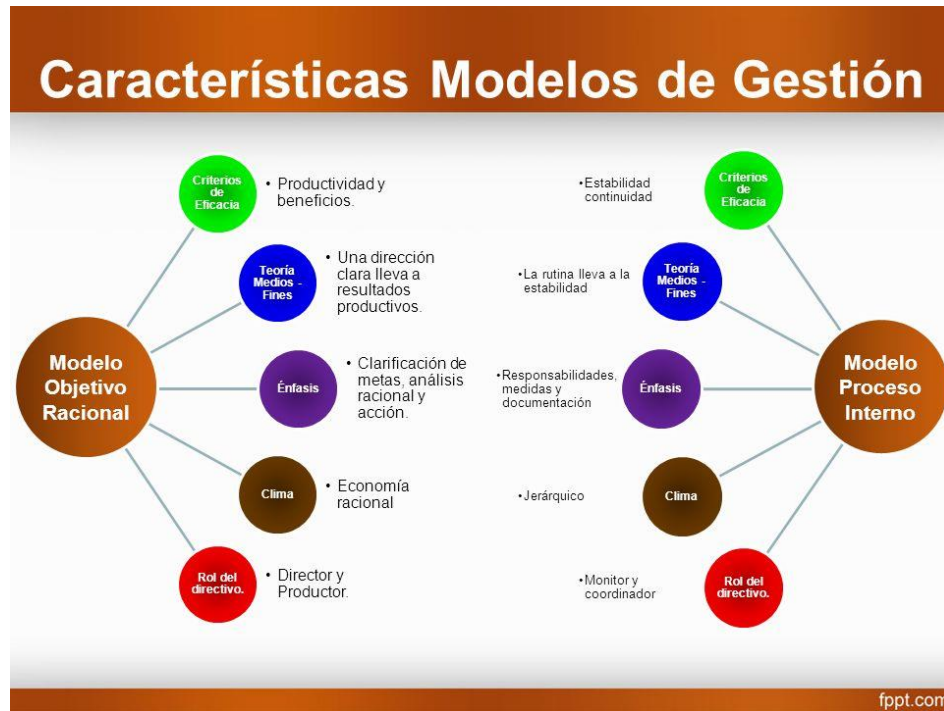 Características Modelos de Gestión
Modelo
Objetivo
Racional
Criterios
de
Eficacia
• Productividad y
beneficios.
Teoría
Medios -
Fines
• Una dirección
clara lleva a
resultados
productivos.
Énfasis
• Clarificación de
metas, análisis
racional y
acción.
Clima
• Economía
racional
Rol del
directivo.
• Director y
Productor.
Modelo
Proceso
Interno
Criterios
de
Eficacia
•Estabilidad
continuidad
Teoría
Medios -
Fines
•La rutina lleva a la
estabilidad
Énfasis
•Responsabilidades,
medidas y
documentación
Clima
•Jerárquico
Rol del
directivo.
•Monitor y
coordinador
fppt.com